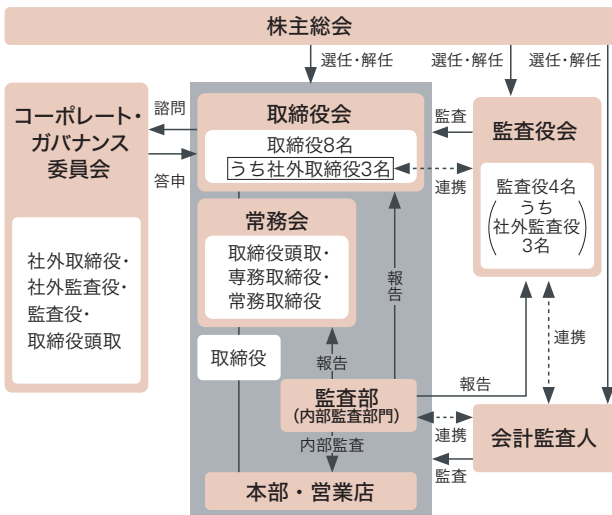 株主総会
選任・解任
選任・解任
選任・解任
コーポレート・
ガバナンス
委員会
社外取締役・
社外監査役・
監査役・
取締役頭取
諮問
答申
取締役会
取締役8名
うち社外取締役3名
監査
連携
監査役会
監査役4名
うち
社外監査役
3名
常務会
取締役頭取・
専務取締役・
常務取締役
報告
取締役
報告
連携
監査部
(内部監査部門)
報告
連携
会計監査人
内部監査
監査
本部・営業店